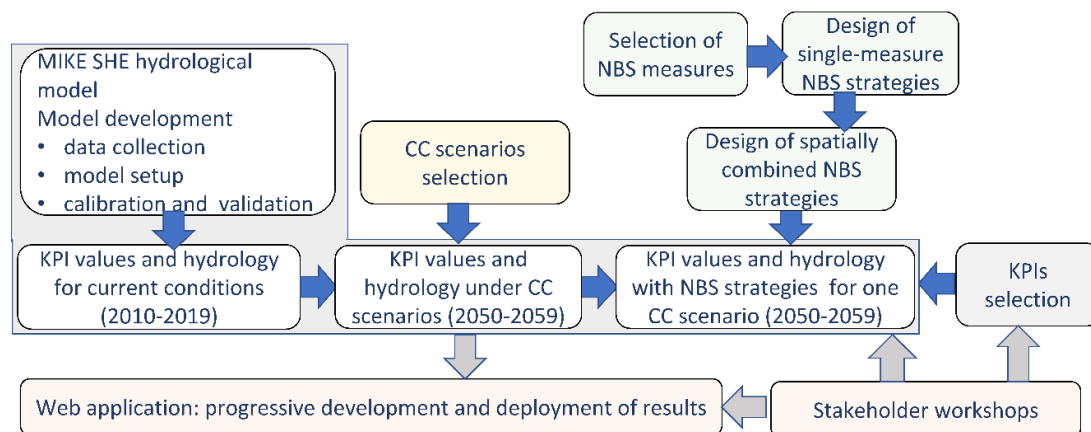 MIKE SHE hydrological
model
Model development
• data collection
• model setup
• calibration and validation
Selection of
NBS measures
Design of
single-measure
NBS strategies
CC scenarios
selection
Design of spatially
combined NBS
strategies
KPI values and hydrology
for current conditions
(2010-2019)
KPI values and
hydrology under CC
scenarios (2050-2059)
KPI values and hydrology
with NBS strategies for one
CC scenario (2050-2059)
KPIs
selection
Web application: progressive development and deployment of results
Stakeholder workshops